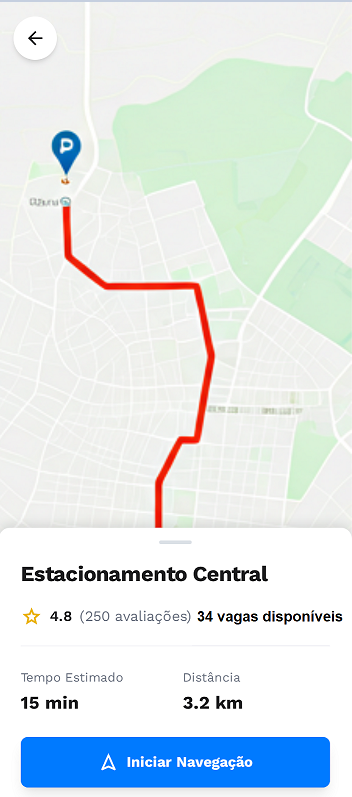 P
Estacionamento Central
4.8 (250 avaliações) 34 vagas disponíveis
Tempo Estimado Distância
15 min 3.2 km
Iniciar Navegação